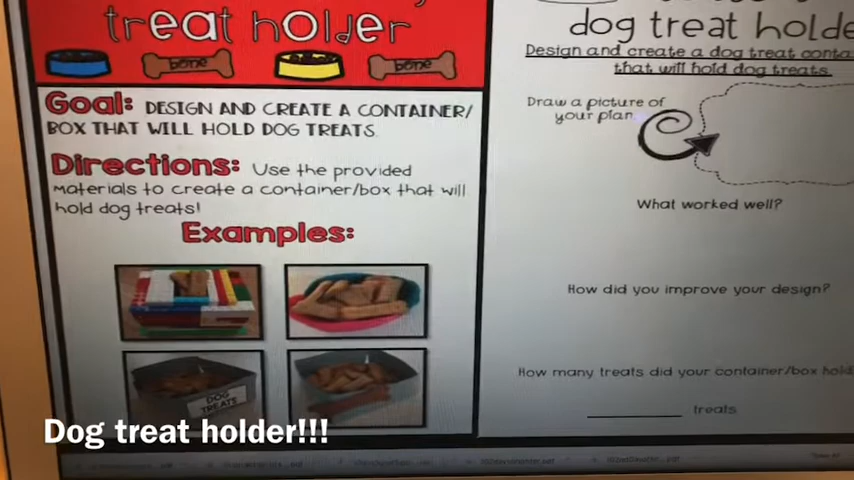 treat holder
bone
bone
Goal: DESIGN AND CREATE A CONTAINER/
BOX THAT WILL HOLD DOG TREATS.
Directions: Use the provided
materials to create a container/box that will
hold dog treats!
Examples:
DOG
TREATS
dog treat holde
Design and create a dog treat conta
that will hold dog treats.
Draw a picture of
your plan.
What worked well?
How did you improve your design?
How many treats did your container/box hold
treats
Dog treat holder!!!